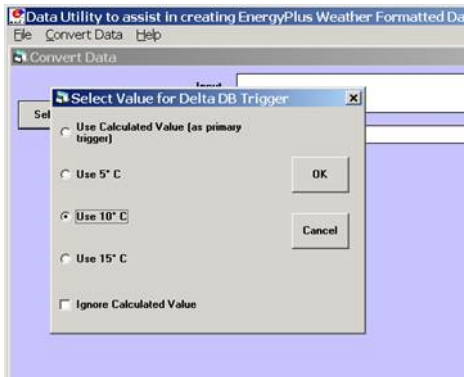 Data Utility to assist in creating EnergyPlus Weather Formatted Da
File Convert Data Help
Convert Data
Input
Sel
Select Value for Delta DB Trigger
Use Calculated Value (as primary
trigger)
Use 5° C
OK
Use 10° C
Cancel
Use 15° C
Ignore Calculated Value